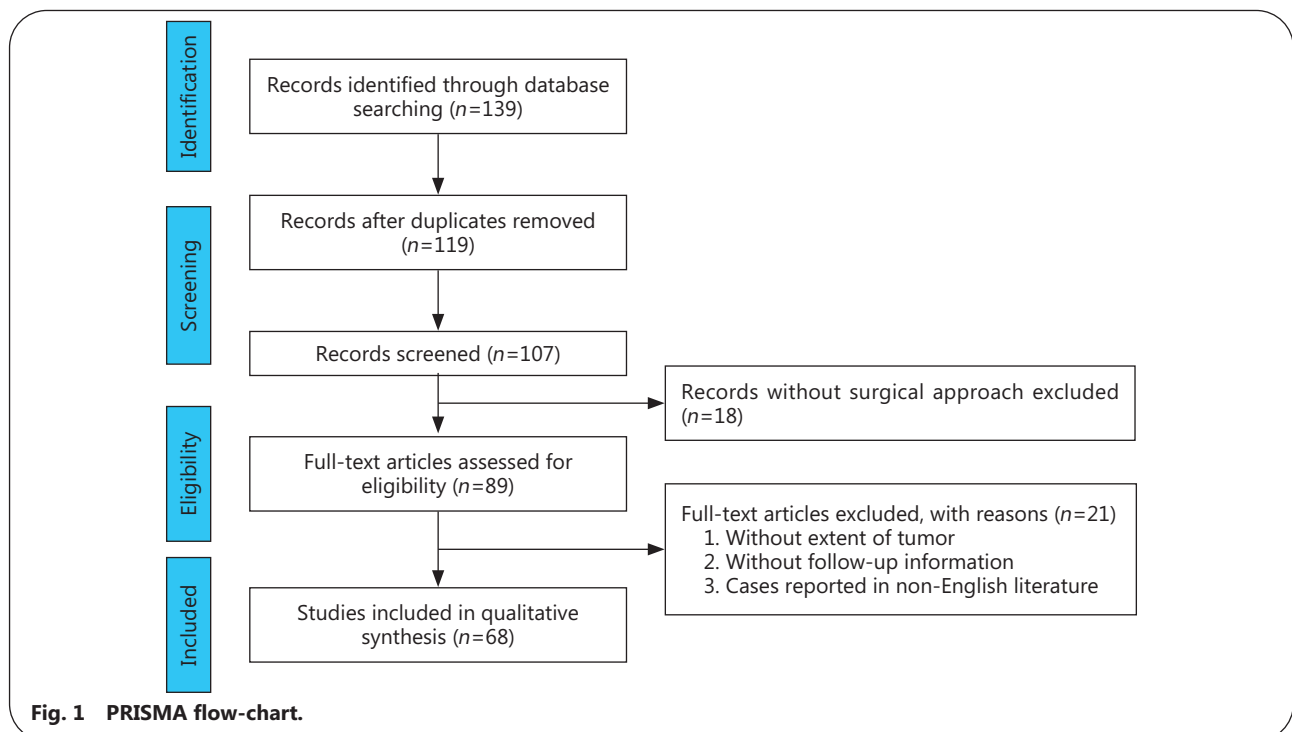 Identification
Records identified through database
searching (n=139)
Screening
Records after duplicates removed
(n=119)
Records screened (n=107)
Records without surgical approach excluded
(n=18)
Eligibility
Full-text articles assessed for
eligibility (n=89)
Full-text articles excluded, with reasons (n=21)
1. Without extent of tumor
2. Without follow-up information
3. Cases reported in non-English literature
Included
Studies included in qualitative
synthesis (n=68)
Fig. 1 PRISMA flow-chart.